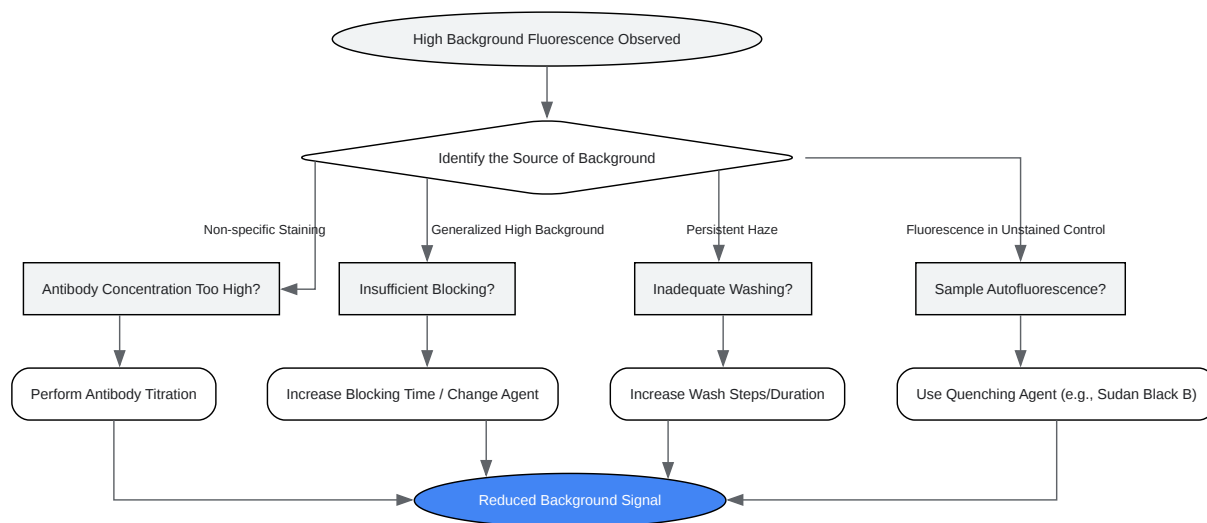 High Background Fluorescence Observed
Identify the Source of Background
Non-specific Staining
Generalized High Background
Persistent Haze
Fluorescence in Unstained Control
Antibody Concentration Too High?
Insufficient Blocking?
Inadequate Washing?
Sample Autofluorescence?
Perform Antibody Titration
Increase Blocking Time / Change Agent
Increase Wash Steps/Duration
Use Quenching Agent (e.g., Sudan Black B)
Reduced Background Signal